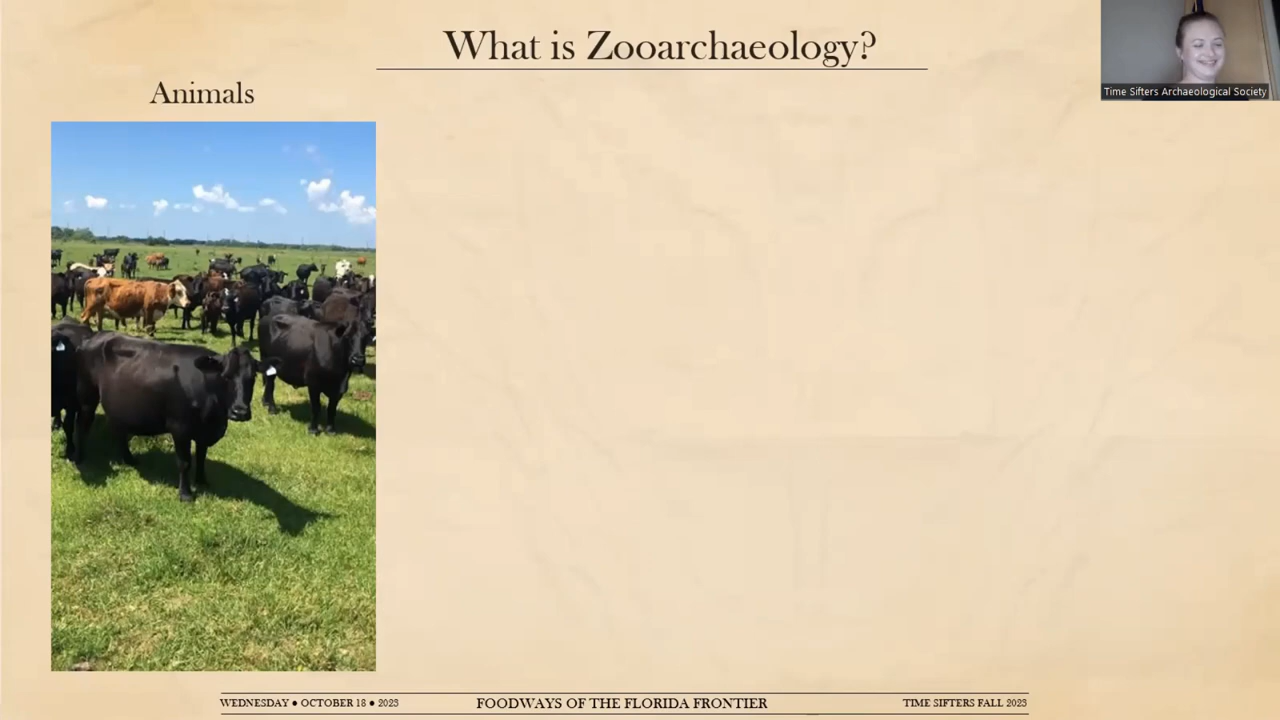 What is Zooarchaeology?
Time Sifters Archaeological Society
Animals
WEDNESDAY ● OCTOBER 18 ● 2023 FOODWAYS OF THE FLORIDA FRONTIER TIME SIFTERS FALL 2023